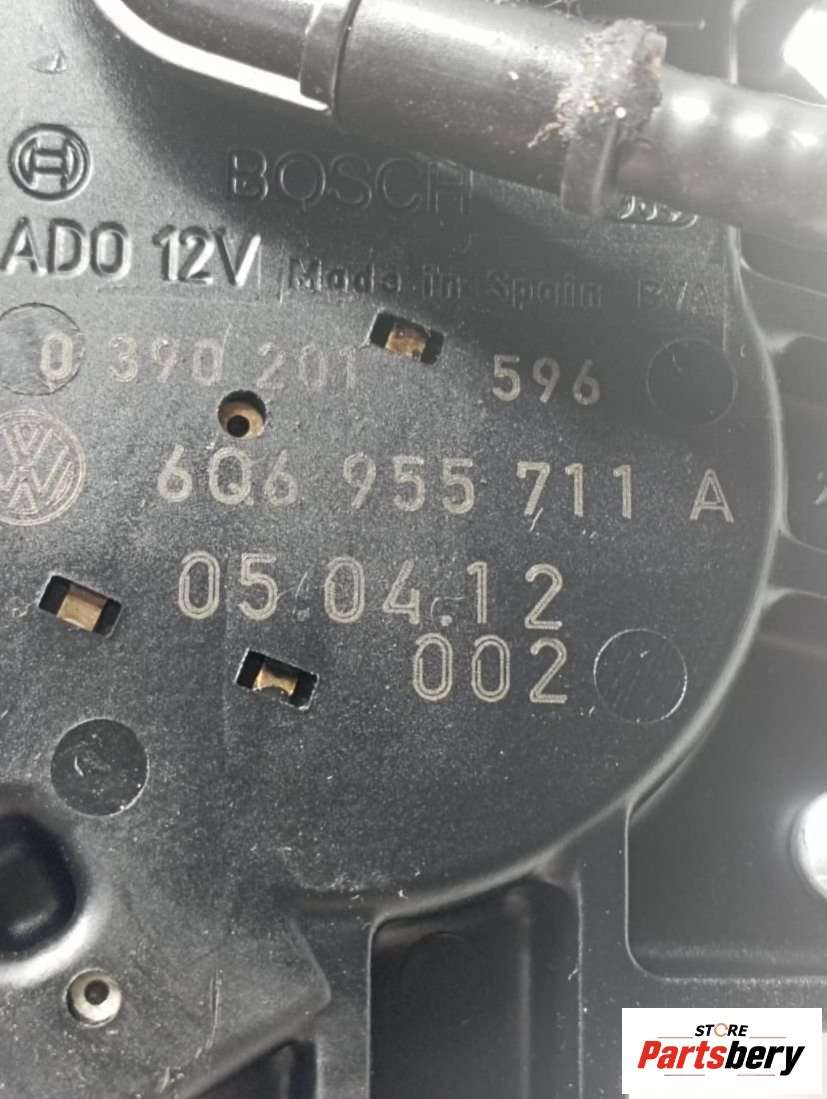 BOSCH
ADO 12V Made in Spain
0 390 201 596
6Q6 955 711 A
05.04.12
002
STORE
Partsbery